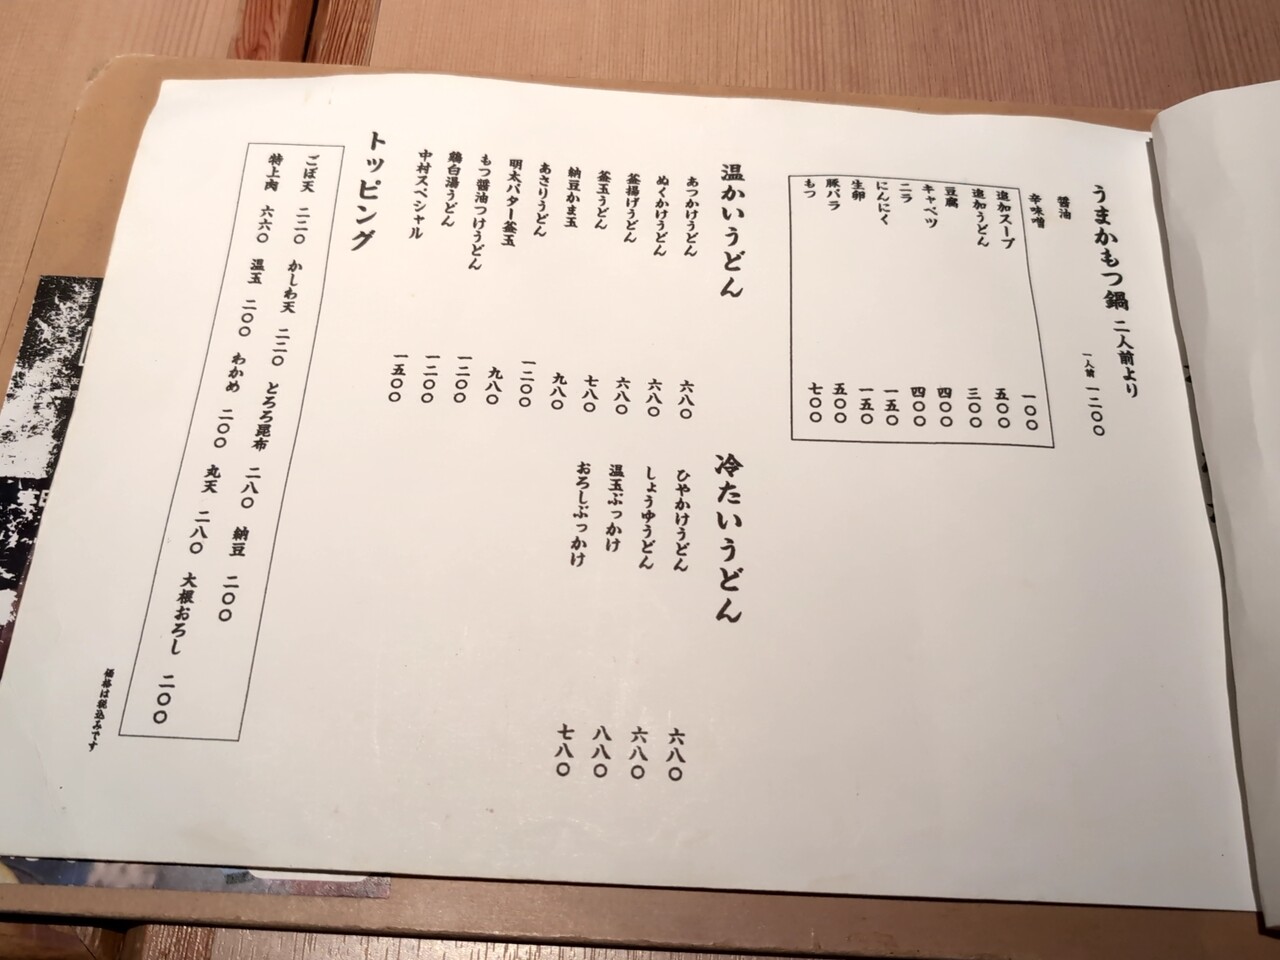 うまかもつ鍋 二人前より
一人前 一二〇〇
醤油
辛味噌
追加スープ 一〇〇
追加うどん 五〇〇
豆腐 三〇〇
キャベツ 四〇〇
ニラ 四〇〇
にんにく 一五〇
生卵 一五〇
豚バラ 五〇〇
もつ 七〇〇
温かいうどん
あつかけうどん 六八〇
ぬくかけうどん 六八〇
釜揚げうどん 六八〇
釜玉うどん 七八〇
納豆かま玉 九八〇
あさりうどん 一二〇〇
明太バター釜玉 九八〇
もつ醤油つけうどん 一二〇〇
鶏白湯うどん 一二〇〇
中村スペシャル 一五〇〇
冷たいうどん
ひやかけうどん 六八〇
しょうゆうどん 六八〇
温玉ぶっかけ 八八〇
おろしぶっかけ 七八〇
トッピング
ごぼ天 二二〇 かしわ天 二二〇 とろろ昆布 二八〇 納豆 二〇〇
特上肉 六六〇 温玉 二〇〇 わかめ 二〇〇 丸天 二八〇 大根おろし 二〇〇
価格は税込みです